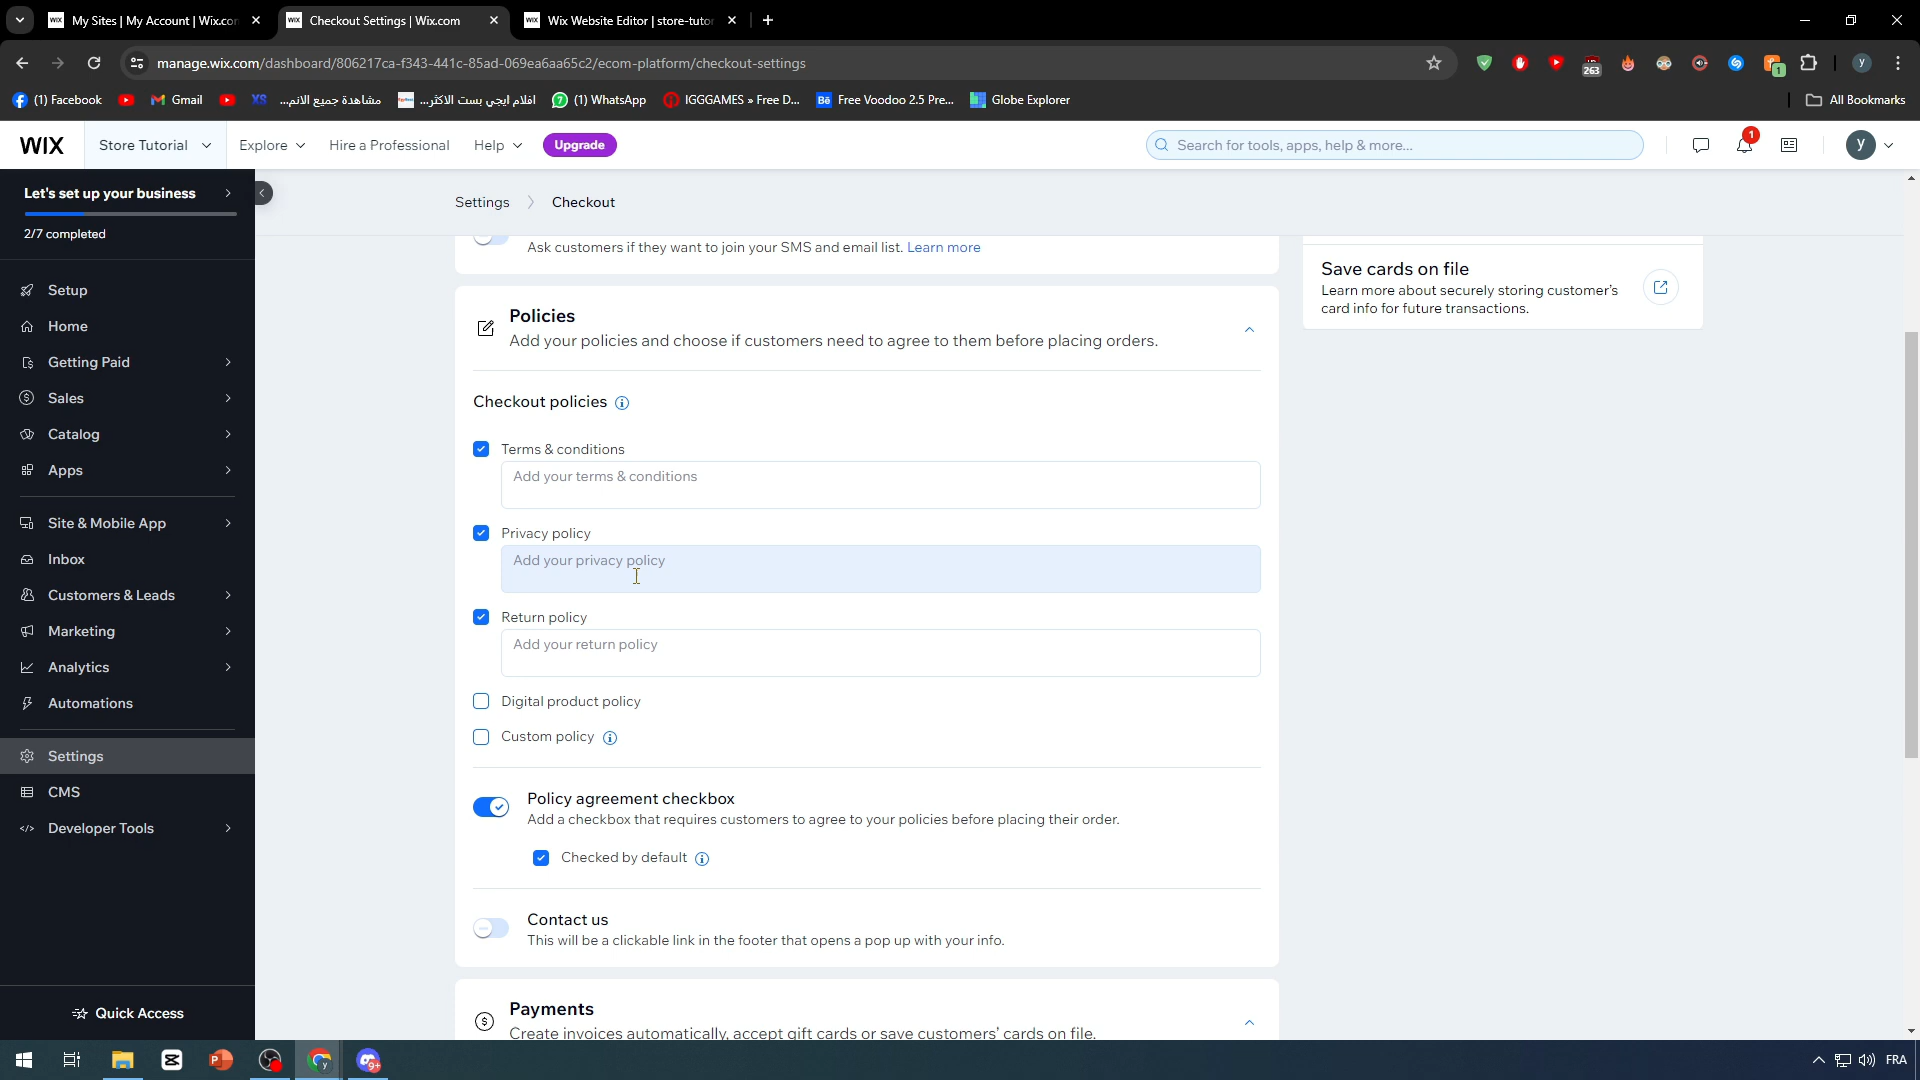 My Sites | My Account | Wix.com
Checkout Settings | Wix.com
Wix Website Editor | store-tutor
manage.wix.com/dashboard/806217ca-f343-441c-85ad-069ea6aa65c2/ecom-platform/checkout-settings
263
1
y
(1) Facebook
Gmail
مشاهدة جميع الانم...
افلام ايجي بست الاكثر...
(1) WhatsApp
IGGGAMES » Free D...
Free Voodoo 2.5 Pre...
Globe Explorer
All Bookmarks
WIX
Store Tutorial
Explore
Hire a Professional
Help
Upgrade
Search for tools, apps, help & more...
1
y
Let's set up your business
2/7 completed
Setup
Home
Getting Paid
Sales
Catalog
Apps
Site & Mobile App
Inbox
Customers & Leads
Marketing
Analytics
Automations
Settings
CMS
Developer Tools
Quick Access
Settings
Checkout
Ask customers if they want to join your SMS and email list. Learn more
Policies
Add your policies and choose if customers need to agree to them before placing orders.
Checkout policies
Terms & conditions
Add your terms & conditions
Privacy policy
Add your privacy policy
Return policy
Add your return policy
Digital product policy
Custom policy
Policy agreement checkbox
Add a checkbox that requires customers to agree to your policies before placing their order.
Checked by default
Contact us
This will be a clickable link in the footer that opens a pop up with your info.
Payments
Create invoices automatically, accept gift cards or save customers' cards on file.
Save cards on file
Learn more about securely storing customer's
card info for future transactions.
9+
FRA